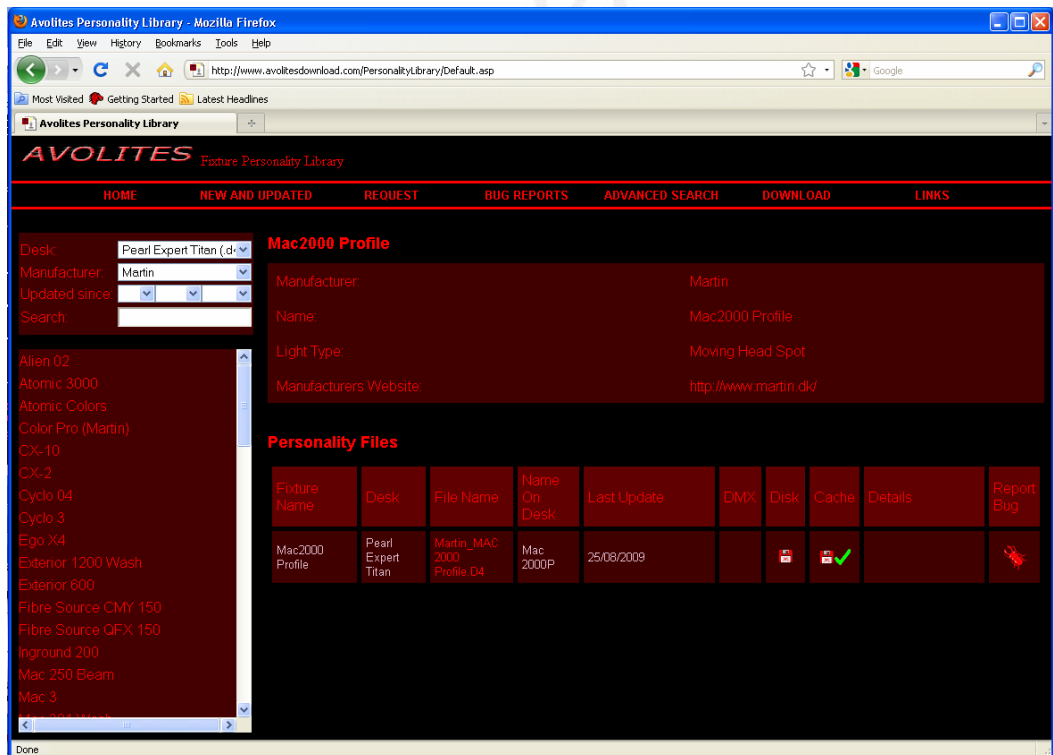 Avolites Personality Library - Mozilla Firefox
File Edit View History Bookmarks Tools Help
http://www.avolitesdownload.com/PersonalityLibrary/Default.asp
Google
Most Visited Getting Started Latest Headlines
Avolites Personality Library
AVOLITES Fixture Personality Library
HOME NEW AND UPDATED REQUEST BUG REPORTS ADVANCED SEARCH DOWNLOAD LINKS
Desk: Pearl Expert Titan (.d4
Manufacturer: Martin
Updated since:
Search:
Alien 02
Atomic 3000
Atomic Colors
Color Pro (Martin)
CX-10
CX-2
Cyclo 04
Cyclo 3
Ego X4
Exterior 1200 Wash
Exterior 600
Fibre Source CMY 150
Fibre Source QFX 150
Inground 200
Mac 250 Beam
Mac 3
Mac2000 Profile
Manufacturer: Martin
Name: Mac2000 Profile
Light Type: Moving Head Spot
Manufacturers Website: http://www.martin.dk/
Personality Files
Fixture Name Desk File Name Name On Desk Last Update DMX Disk Cache Details Report Bug
Mac2000 Profile Pearl Expert Titan Martin_MAC 2000 Profile.D4 Mac 2000P 25/08/2009
Done